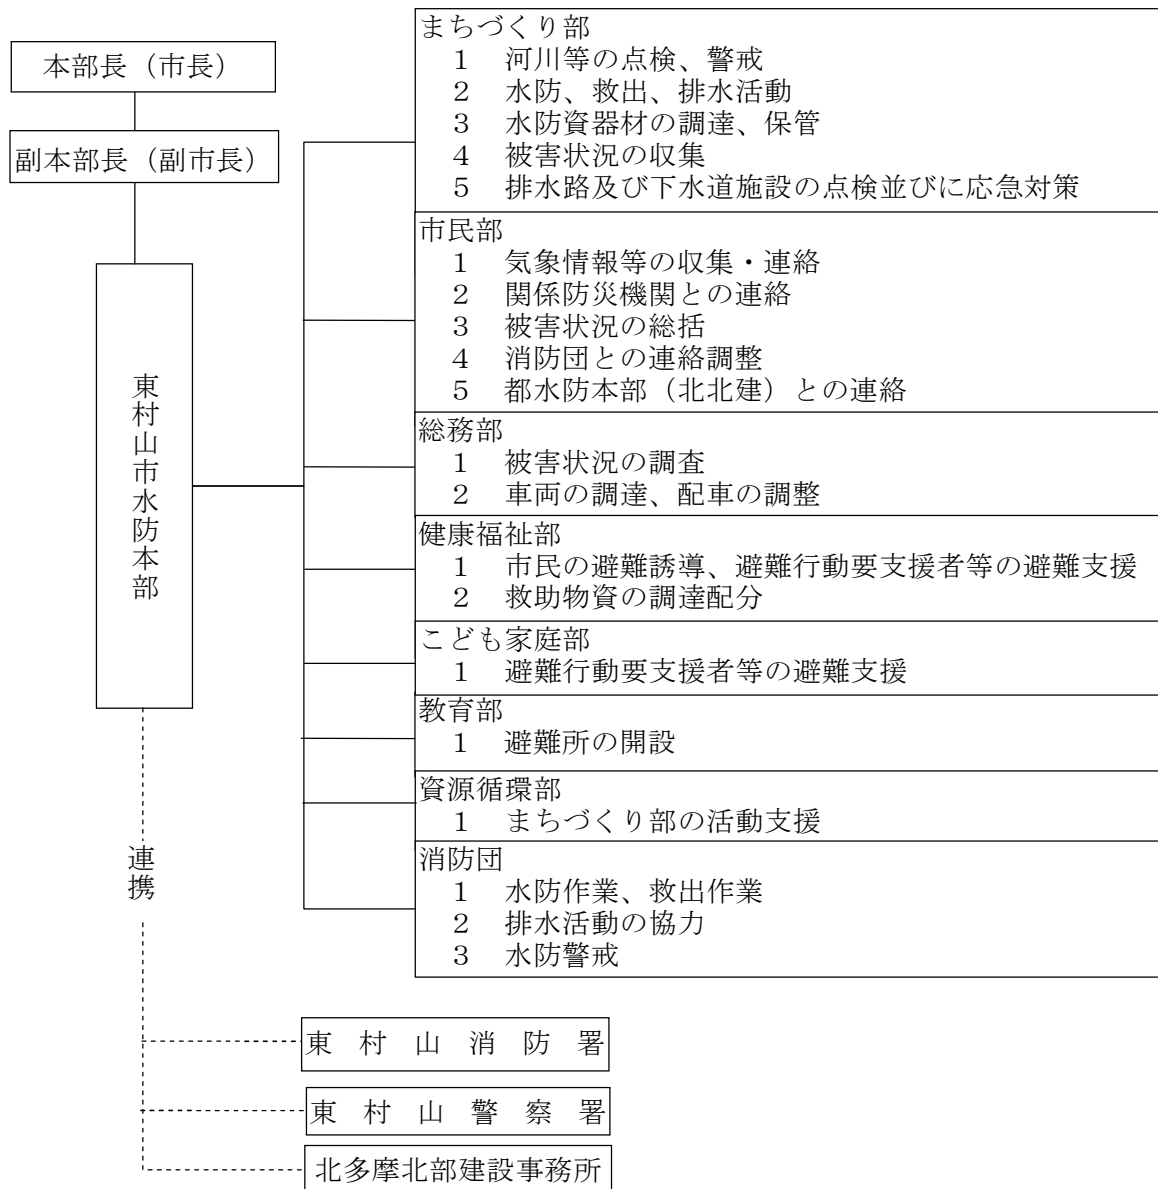 本部長（市長）
副本部長（副市長）
東村山市水防本部
まちづくり部
１　河川等の点検、警戒
２　水防、救出、排水活動
３　水防資器材の調達、保管
４　被害状況の収集
５　排水路及び下水道施設の点検並びに応急対策
市民部
１　気象情報等の収集・連絡
２　関係防災機関との連絡
３　被害状況の総括
４　消防団との連絡調整
５　都水防本部（北北建）との連絡
総務部
１　被害状況の調査
２　車両の調達、配車の調整
健康福祉部
１　市民の避難誘導、避難行動要支援者等の避難支援
２　救助物資の調達配分
こども家庭部
１　避難行動要支援者等の避難支援
教育部
１　避難所の開設
資源循環部
１　まちづくり部の活動支援
消防団
１　水防作業、救出作業
２　排水活動の協力
３　水防警戒
連携
東村山消防署
東村山警察署
北多摩北部建設事務所